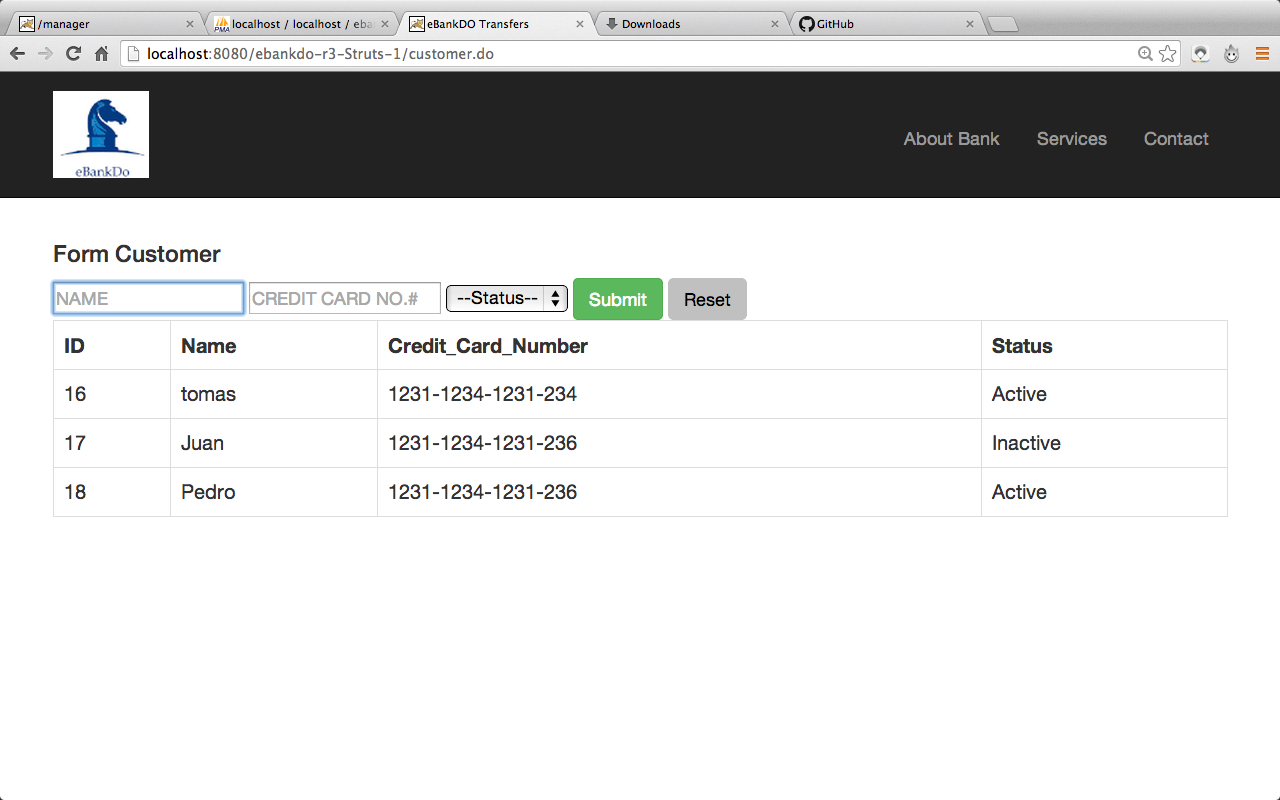 /manager
localhost / localhost / eba
eBankDO Transfers
Downloads
GitHub
localhost:8080/ebankdo-r3-Struts-1/customer.do
eBankDo
About Bank
Services
Contact
Form Customer
NAME
CREDIT CARD NO.#
--Status--
Submit
Reset
ID Name Credit_Card_Number Status
16 tomas 1231-1234-1231-234 Active
17 Juan 1231-1234-1231-236 Inactive
18 Pedro 1231-1234-1231-236 Active